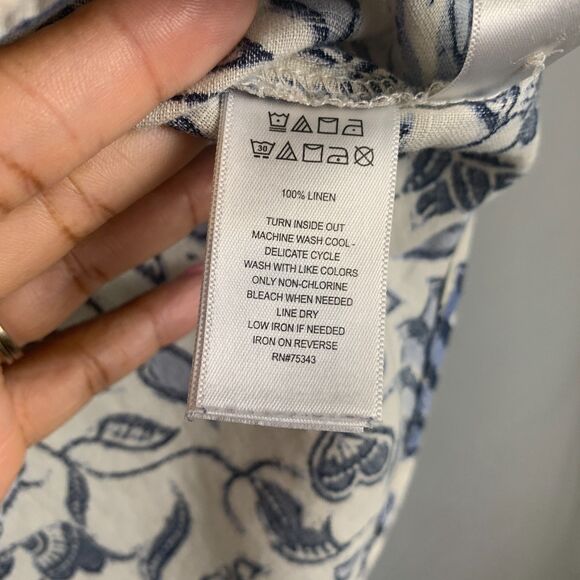 30
100% LINEN
TURN INSIDE OUT
MACHINE WASH COOL -
DELICATE CYCLE
WASH WITH LIKE COLORS
ONLY NON-CHLORINE
BLEACH WHEN NEEDED
LINE DRY
LOW IRON IF NEEDED
IRON ON REVERSE
RN#75343